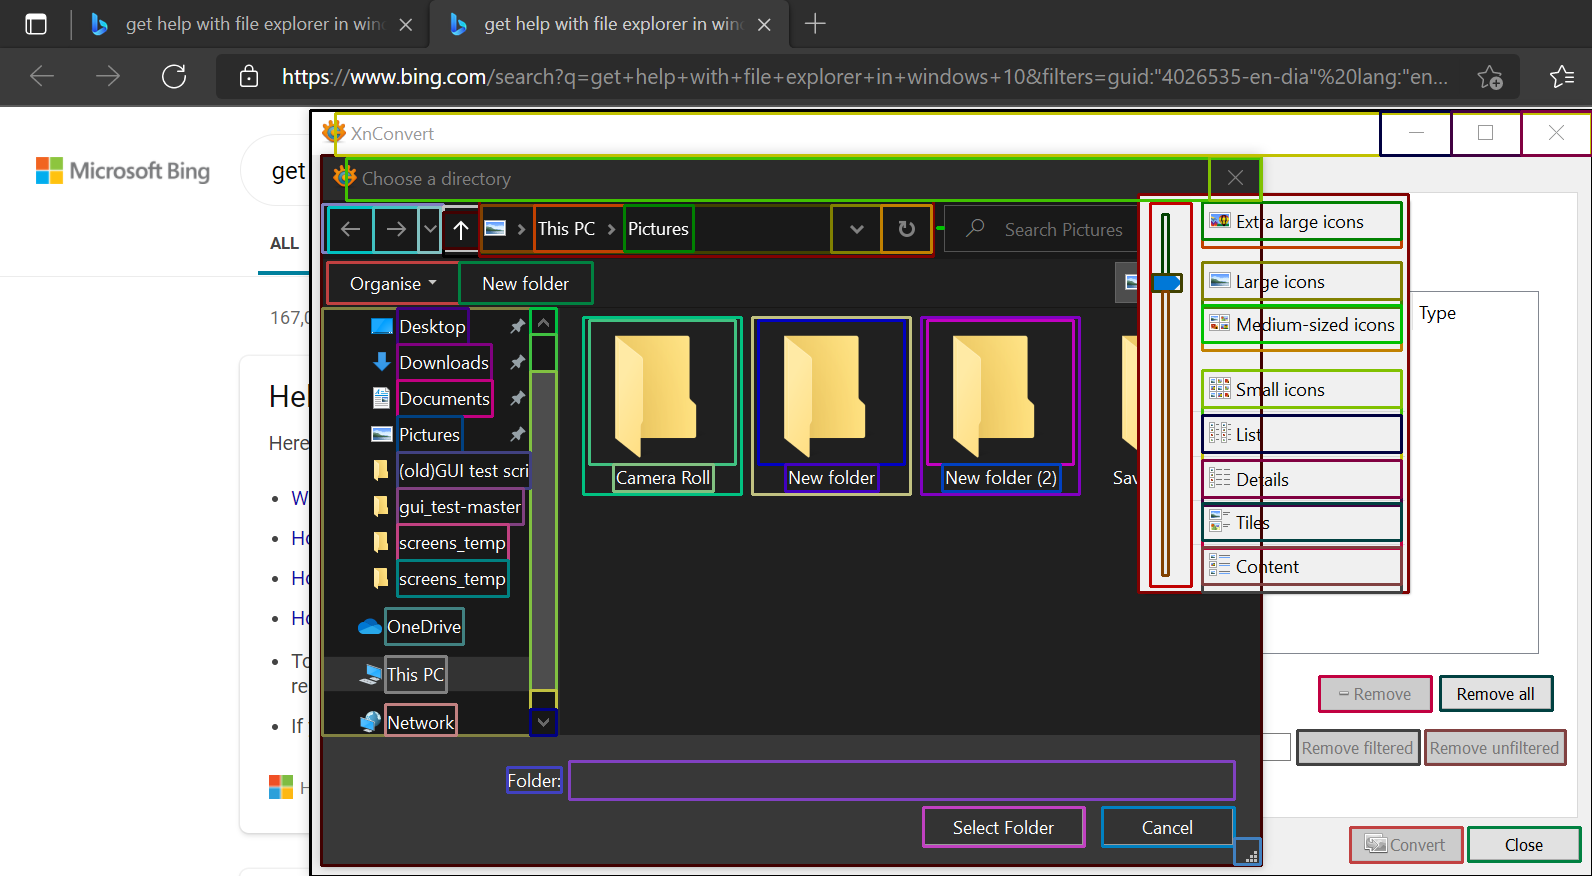 get help with file explorer in win
get help with file explorer in win
https://www.bing.com/search?q=get+help+with+file+explorer+in+windows+10&filters=guid:"4026535-en-dia"%20lang:"en...
XnConvert
Microsoft Bing
get
Choose a directory
This PC
Pictures
Search Pictures
Extra large icons
ALL
Organise
New folder
Large icons
167,0
Desktop
Medium-sized icons
Type
Downloads
Hel
Documents
Small icons
Here
Pictures
List
(old)GUI test scri
Camera Roll
New folder
New folder (2)
Sav
Details
W
gui_test-master
Tiles
Ho
screens_temp
Content
Ho
screens_temp
Ho
OneDrive
To
re
This PC
Remove
Remove all
If
Network
Remove filtered
Remove unfiltered
Folder:
H
Select Folder
Cancel
Convert
Close